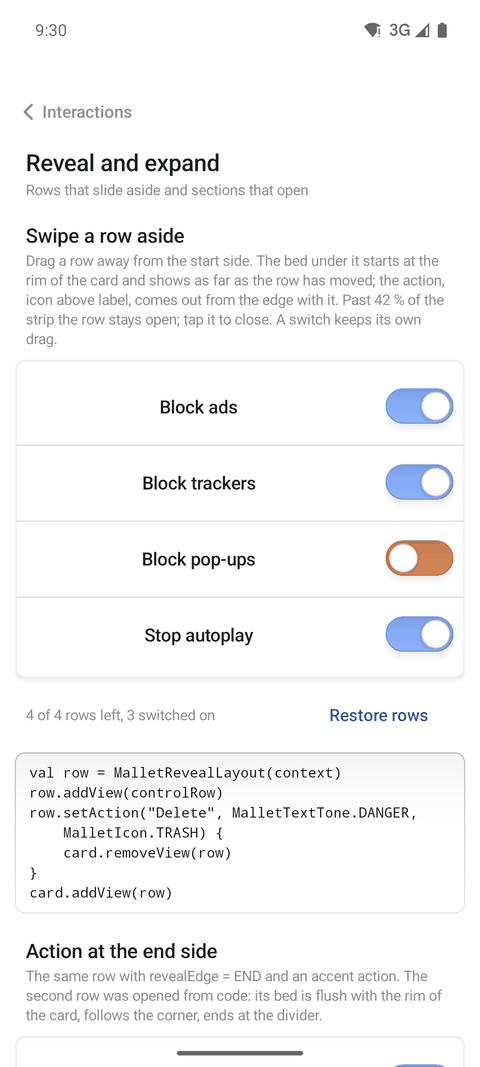 9:30
3G
Interactions
Reveal and expand
Rows that slide aside and sections that open
Swipe a row aside
Drag a row away from the start side. The bed under it starts at the
rim of the card and shows as far as the row has moved; the action,
icon above label, comes out from the edge with it. Past 42 % of the
strip the row stays open; tap it to close. A switch keeps its own
drag.
Block ads
Block trackers
Block pop-ups
Stop autoplay
4 of 4 rows left, 3 switched on
Restore rows
val row = MalletRevealLayout(context)
row.addView(controlRow)
row.setAction("Delete", MalletTextTone.DANGER,
    MalletIcon.TRASH) {
    card.removeView(row)
}
card.addView(row)
Action at the end side
The same row with revealEdge = END and an accent action. The
second row was opened from code: its bed is flush with the rim of
the card, follows the corner, ends at the divider.